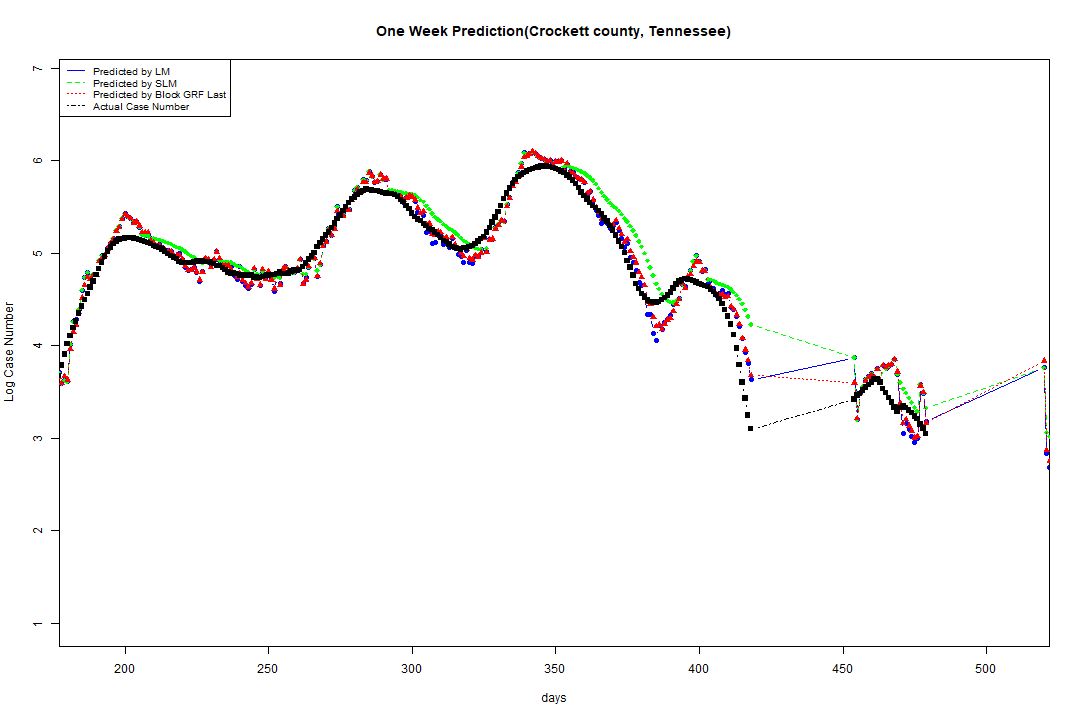 One Week Prediction(Crockett county, Tennessee)
Predicted by LM
Predicted by SLM
Predicted by Block GRF Last
Actual Case Number
7
6
5
4
3
2
1
Log Case Number
200 250 300 350 400 450 500
days